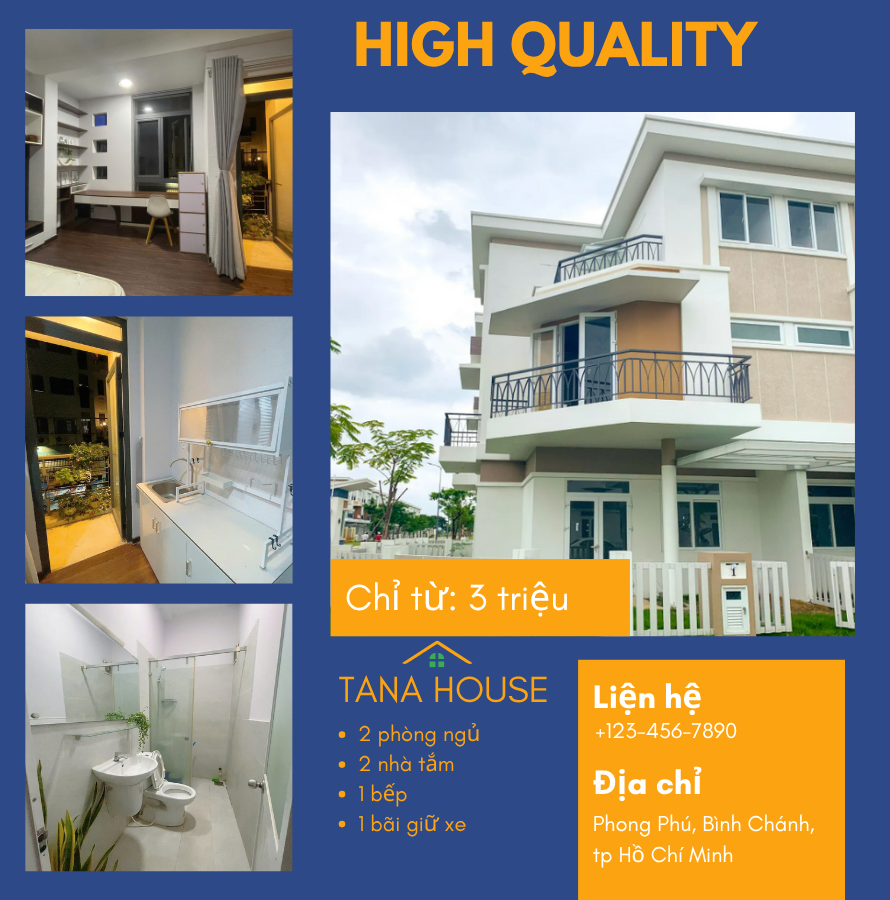 HIGH QUALITY
Chỉ từ: 3 triệu
TANA HOUSE
• 2 phòng ngủ
• 2 nhà tắm
• 1 bếp
• 1 bãi giữ xe
Liện hệ
+123-456-7890
Địa chỉ
Phong Phú, Bình Chánh,
tp Hồ Chí Minh